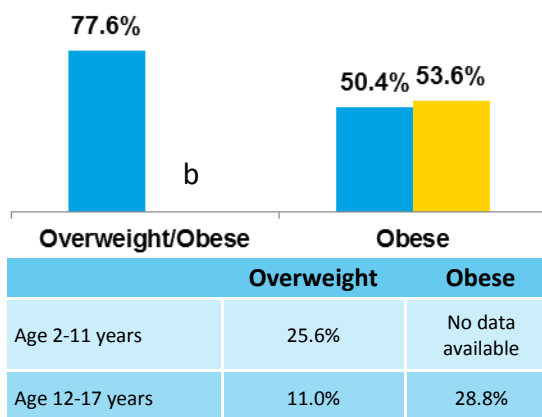 77.6%
50.4% 53.6%
b
Overweight/Obese Obese
Overweight Obese
Age 2-11 years 25.6% No data
available
Age 12-17 years 11.0% 28.8%